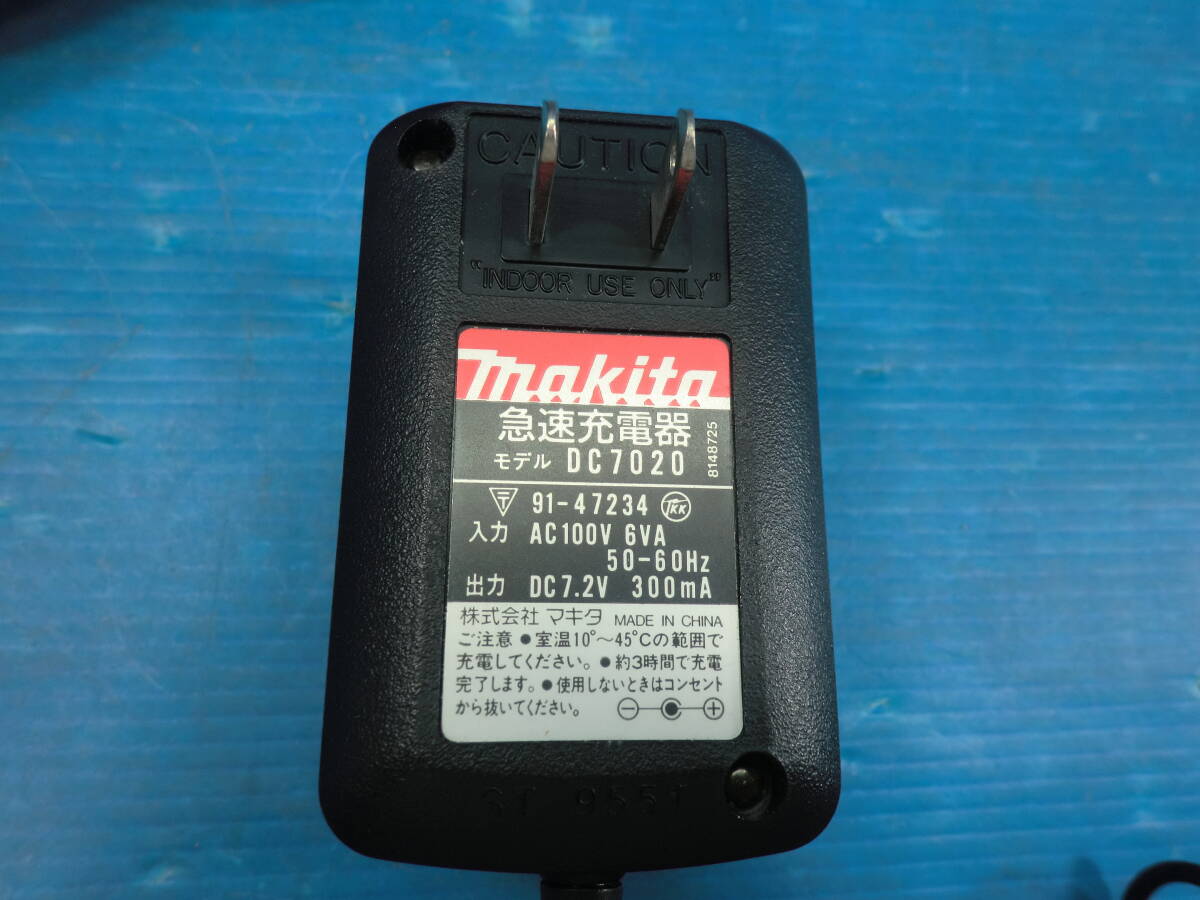 CAUTION
"INDOOR USE ONLY"
makita
急速充電器
モデル DC7020
8148725
91-47234 TKK
入力 AC100V 6VA
50-60Hz
出力 DC7.2V 300mA
株式会社 マキタ MADE IN CHINA
ご注意 ●室温10°～45°Cの範囲で
充電してください。●約3時間で充電
完了します。●使用しないときはコンセント
から抜いてください。